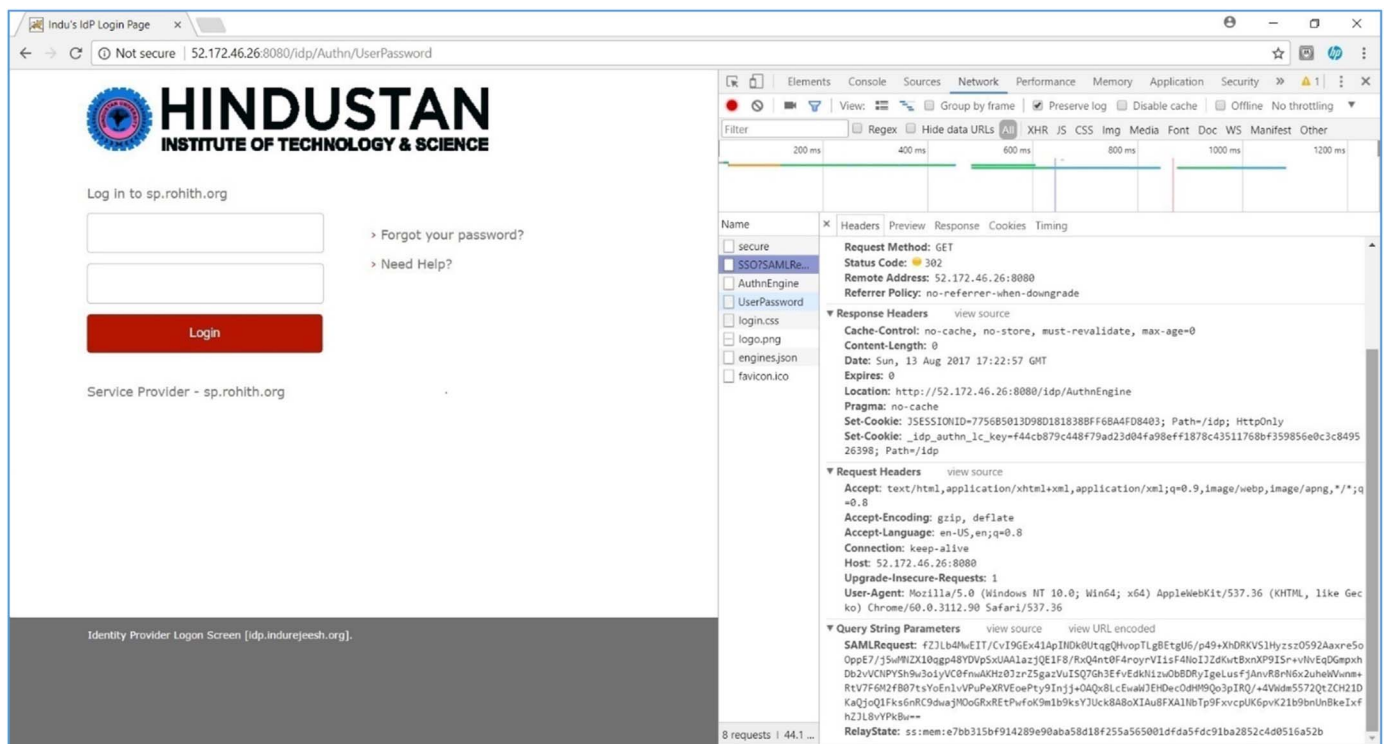 Indu's IdP Login Page
Not secure | 52.172.46.26:8080/idp/Authn/UserPassword
HINDUSTAN
INSTITUTE OF TECHNOLOGY & SCIENCE
Log in to sp.rohith.org
› Forgot your password?
› Need Help?
Login
Service Provider - sp.rohith.org
Identity Provider Logon Screen [idp.indurejeesh.org].
Elements Console Sources Network Performance Memory Application Security » 1
View: Group by frame Preserve log Disable cache Offline No throttling
Filter Regex Hide data URLs All XHR JS CSS Img Media Font Doc WS Manifest Other
200 ms 400 ms 600 ms 800 ms 1000 ms 1200 ms
Name
secure
SSO?SAMLRe...
AuthnEngine
UserPassword
login.css
logo.png
engines.json
favicon.ico
8 requests | 44.1 ...
Headers Preview Response Cookies Timing
Request Method: GET
Status Code: 302
Remote Address: 52.172.46.26:8080
Referrer Policy: no-referrer-when-downgrade
Response Headers view source
Cache-Control: no-cache, no-store, must-revalidate, max-age=0
Content-Length: 0
Date: Sun, 13 Aug 2017 17:22:57 GMT
Expires: 0
Location: http://52.172.46.26:8080/idp/AuthnEngine
Pragma: no-cache
Set-Cookie: JSESSIONID=7756B5013D98D181838BFF6BA4FD8403; Path=/idp; HttpOnly
Set-Cookie: _idp_authn_lc_key=f44cb879c448f79ad23d04fa98eff1878c43511768bf359856e0c3c8495
26398; Path=/idp
Request Headers view source
Accept: text/html,application/xhtml+xml,application/xml;q=0.9,image/webp,image/apng,*/*;q
=0.8
Accept-Encoding: gzip, deflate
Accept-Language: en-US,en;q=0.8
Connection: keep-alive
Host: 52.172.46.26:8080
Upgrade-Insecure-Requests: 1
User-Agent: Mozilla/5.0 (Windows NT 10.0; Win64; x64) AppleWebKit/537.36 (KHTML, like Gec
ko) Chrome/60.0.3112.90 Safari/537.36
Query String Parameters view source view URL encoded
SAMLRequest:
RelayState: ss:mem:e7bb315bf914289e90aba58d18f255a565001dfda5fdc91ba2852c4d0516a52b